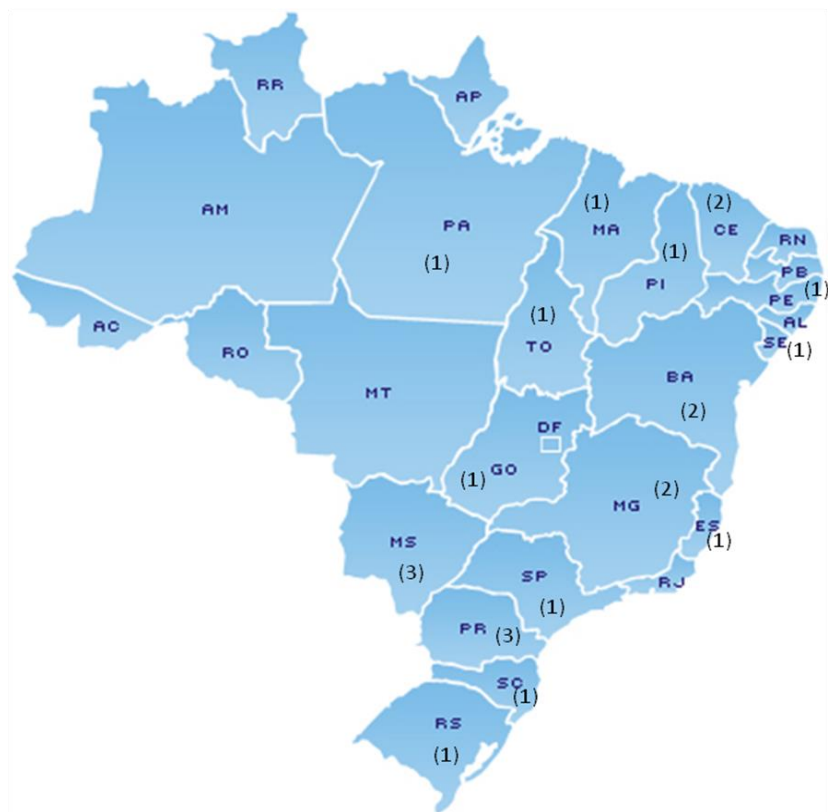 RR
AP
AM
PA
(1)
(1)
MA
(2)
CE
RN
(1)
PI
PB
(1)
PE
AL
SE
(1)
AC
RO
(1)
TO
MT
BA
(2)
DF
GO
(1)
(2)
MG
ES
(1)
MS
(3)
SP
(1)
RJ
PR
(3)
SC
(1)
RS
(1)